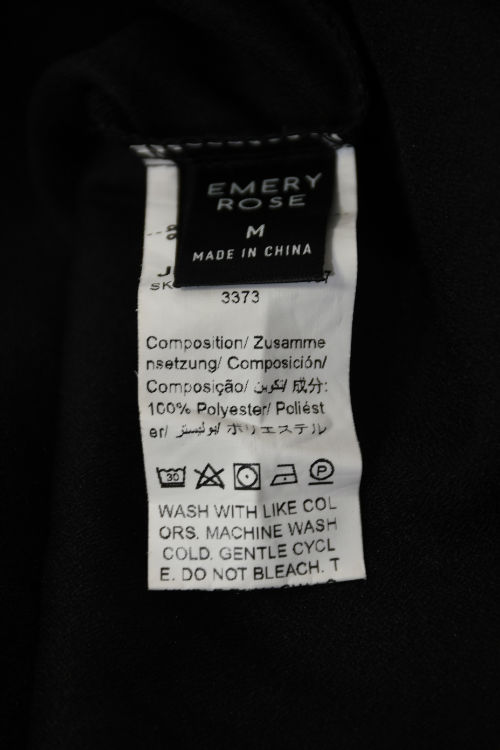 EMERY
ROSE
M
MADE IN CHINA
3373
Composition/ Zusamme
nsetzung/ Composición/
Composição/ تكوين/ 成分:
100% Polyester/ Poliést
er/ بوليستر/ ポリエステル
30
P
WASH WITH LIKE COL
ORS. MACHINE WASH
COLD. GENTLE CYCL
E. DO NOT BLEACH. T